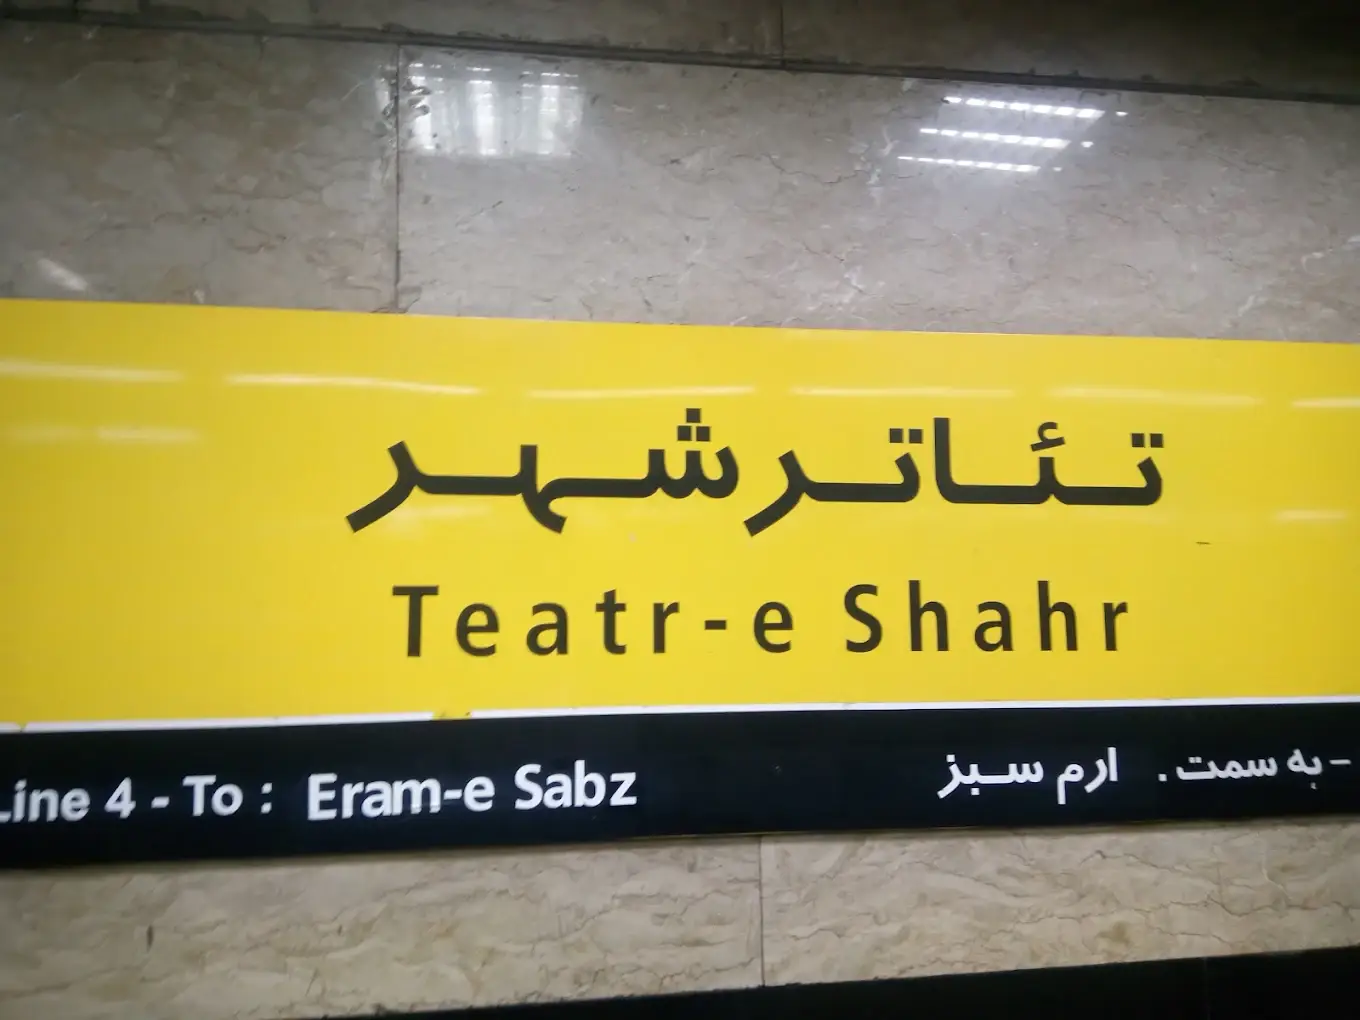 تئاتر شهر
Teatr-e Shahr
Line 4 - To : Eram-e Sabz
- به سمت . ارم سبز